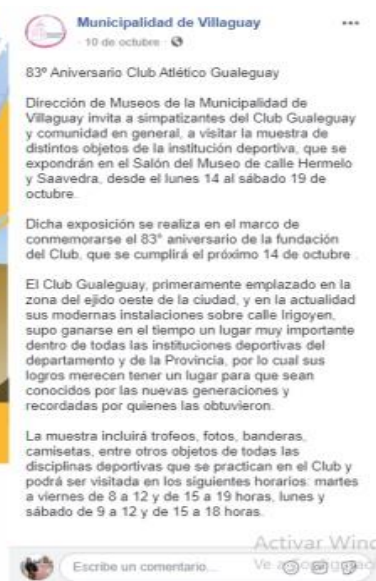 Municipalidad de Villaguay
10 de octubre ·
83º Aniversario Club Atlético Gualeguay
Dirección de Museos de la Municipalidad de
Villaguay invita a simpatizantes del Club Gualeguay
y comunidad en general, a visitar la muestra de
distintos objetos de la institución deportiva, que se
expondrán en el Salón del Museo de calle Hermelo
y Saavedra, desde el lunes 14 al sábado 19 de
octubre.
Dicha exposición se realiza en el marco de
conmemorarse el 83° aniversario de la fundación
del Club, que se cumplirá el próximo 14 de octubre .
El Club Gualeguay, primeramente emplazado en la
zona del ejido oeste de la ciudad, y en la actualidad
sus modernas instalaciones sobre calle Irigoyen,
supo ganarse en el tiempo un lugar muy importante
dentro de todas las instituciones deportivas del
departamento y de la Provincia, por lo cual sus
logros merecen tener un lugar para que sean
conocidos por las nuevas generaciones y
recordadas por quienes las obtuvieron.
La muestra incluirá trofeos, fotos, banderas,
camisetas, entre otros objetos de todas las
disciplinas deportivas que se practican en el Club y
podrá ser visitada en los siguientes horarios: martes
a viernes de 8 a 12 y de 15 a 19 horas, lunes y
sábado de 9 a 12 y de 15 a 18 horas.
Activar Wind
Escribe un comentario...
Ve a